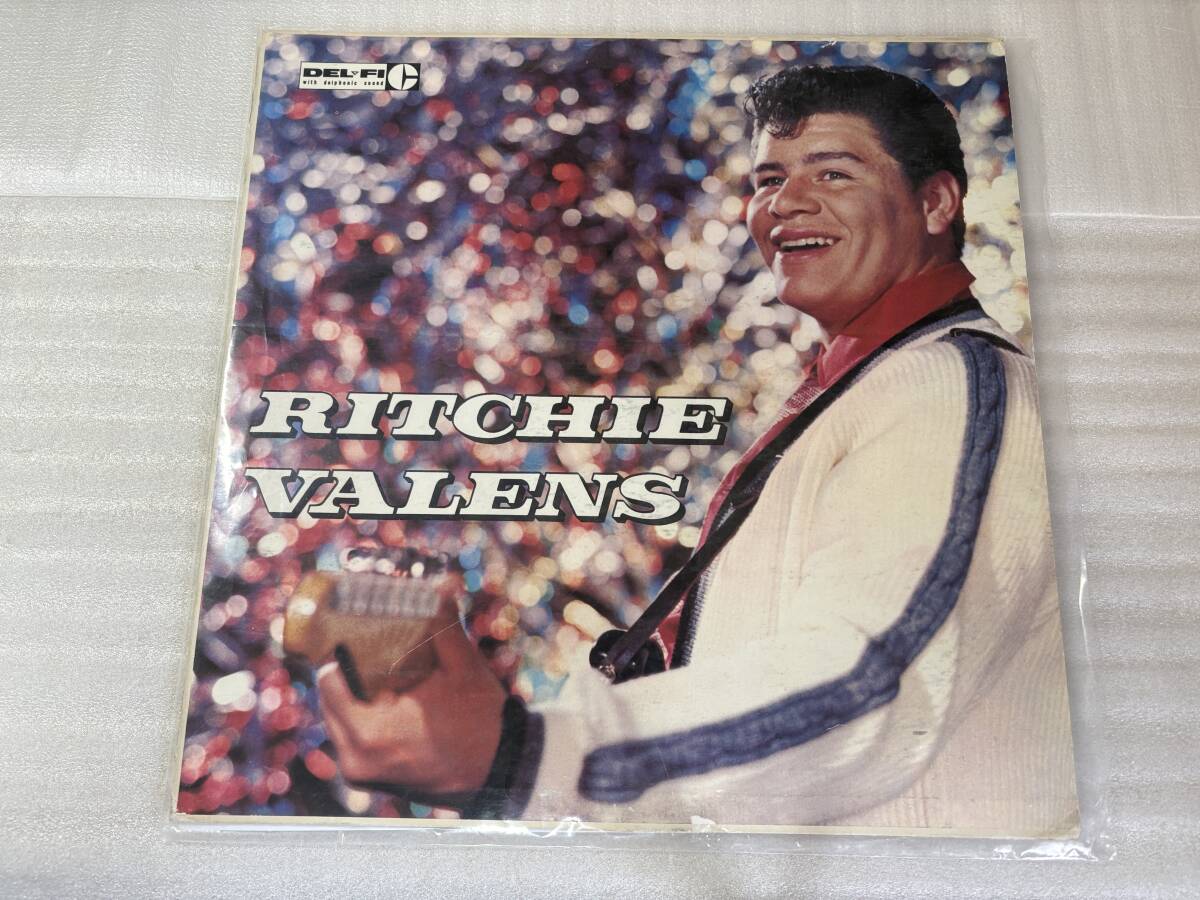 DEL-FI
with delphonic sound
RITCHIE
VALENS